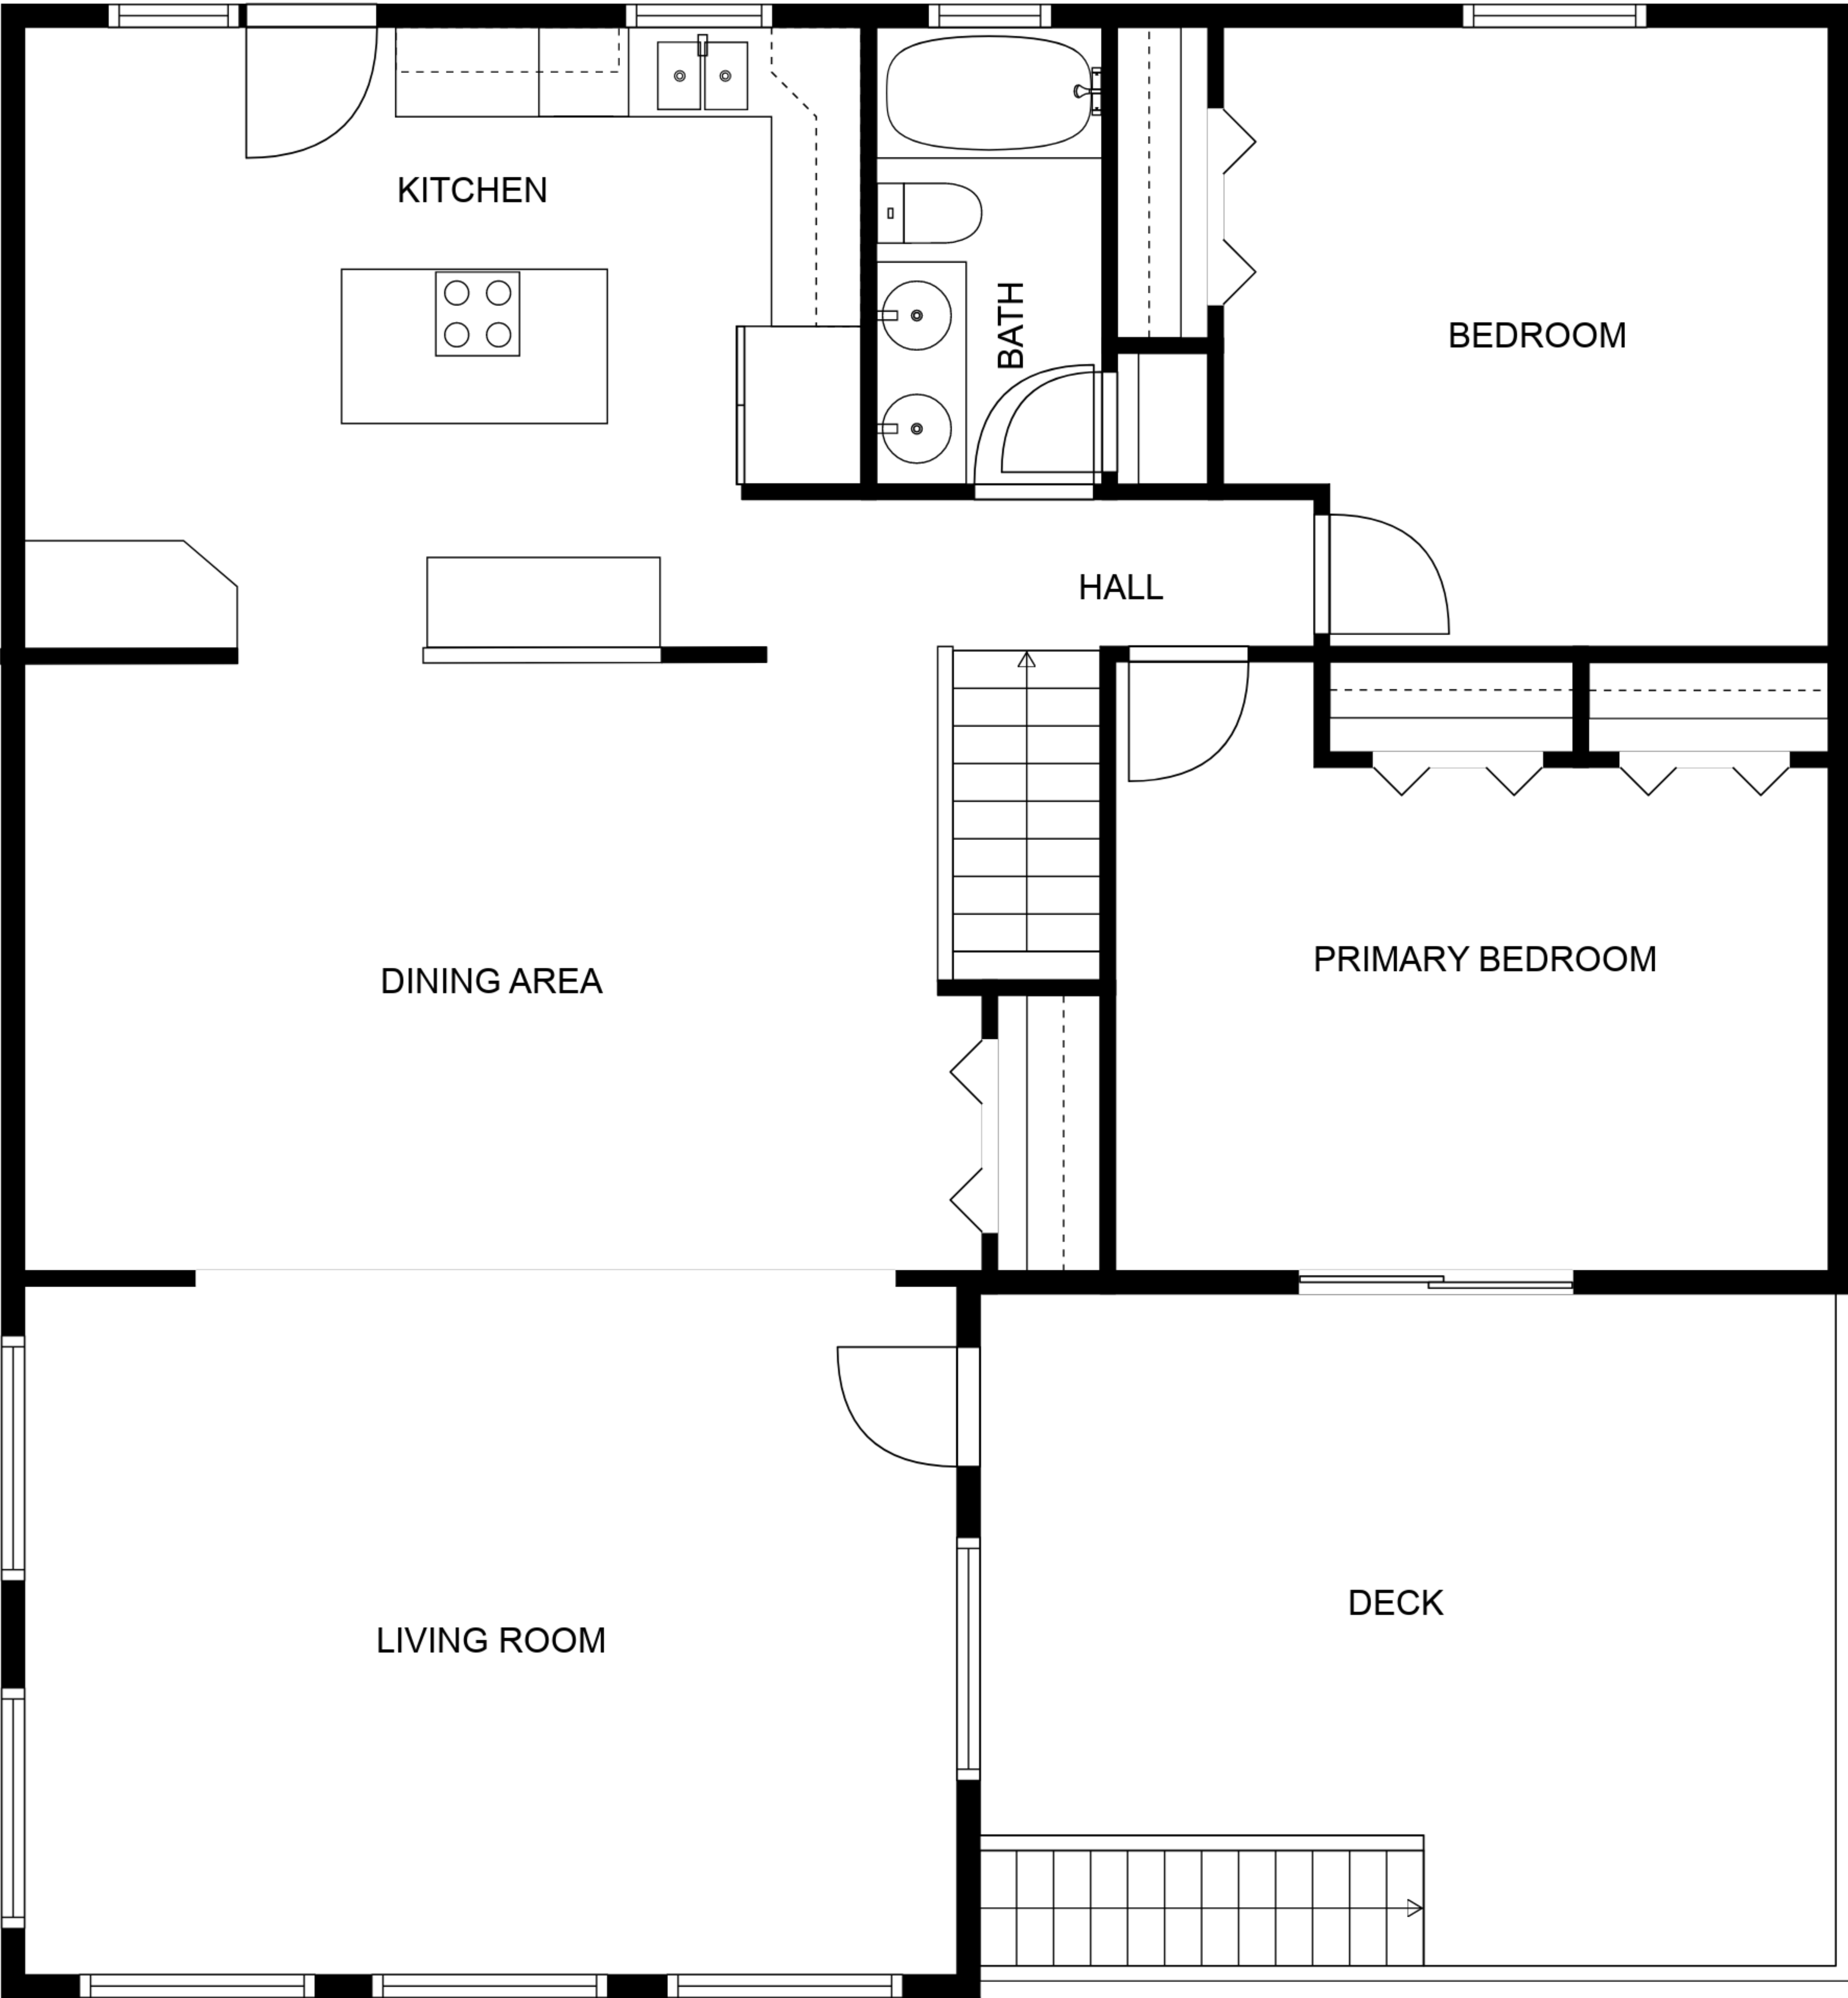 KITCHEN
BATH
BEDROOM
HALL
DINING AREA
PRIMARY BEDROOM
LIVING ROOM
DECK